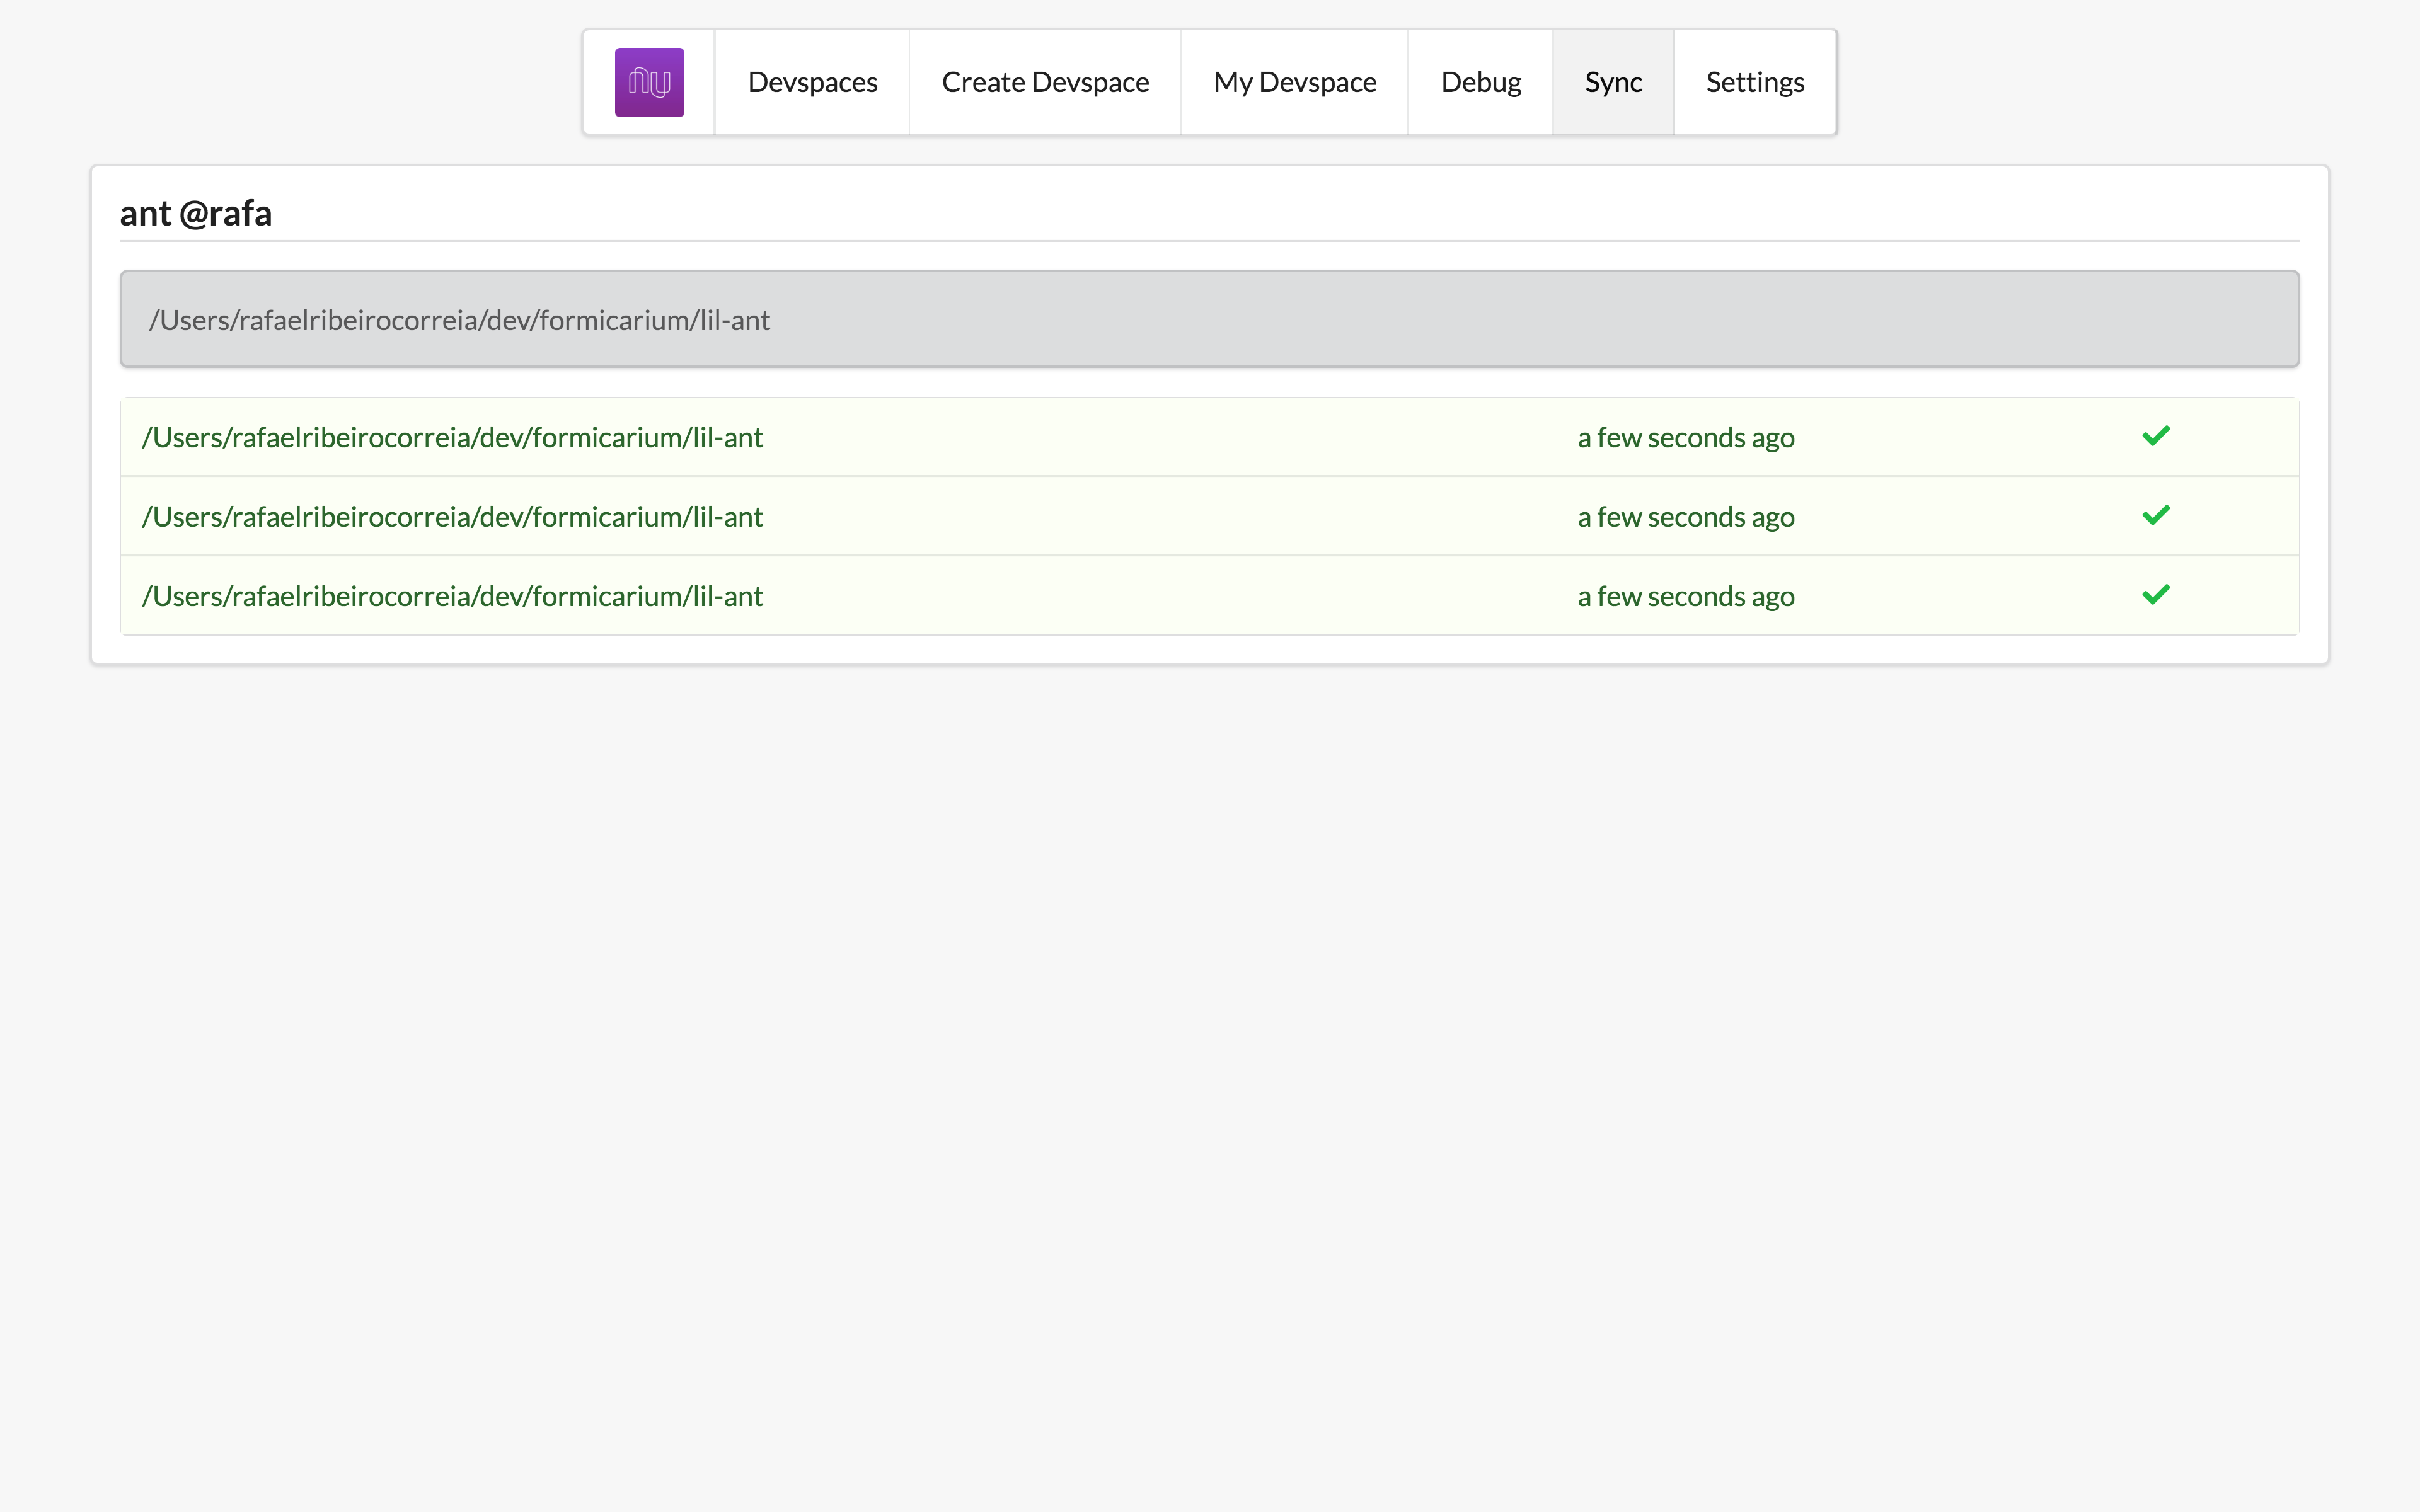 nu Devspaces Create Devspace My Devspace Debug Sync Settings
ant @rafa
/Users/rafaelribeirocorreia/dev/formicarium/lil-ant
/Users/rafaelribeirocorreia/dev/formicarium/lil-ant a few seconds ago
/Users/rafaelribeirocorreia/dev/formicarium/lil-ant a few seconds ago
/Users/rafaelribeirocorreia/dev/formicarium/lil-ant a few seconds ago